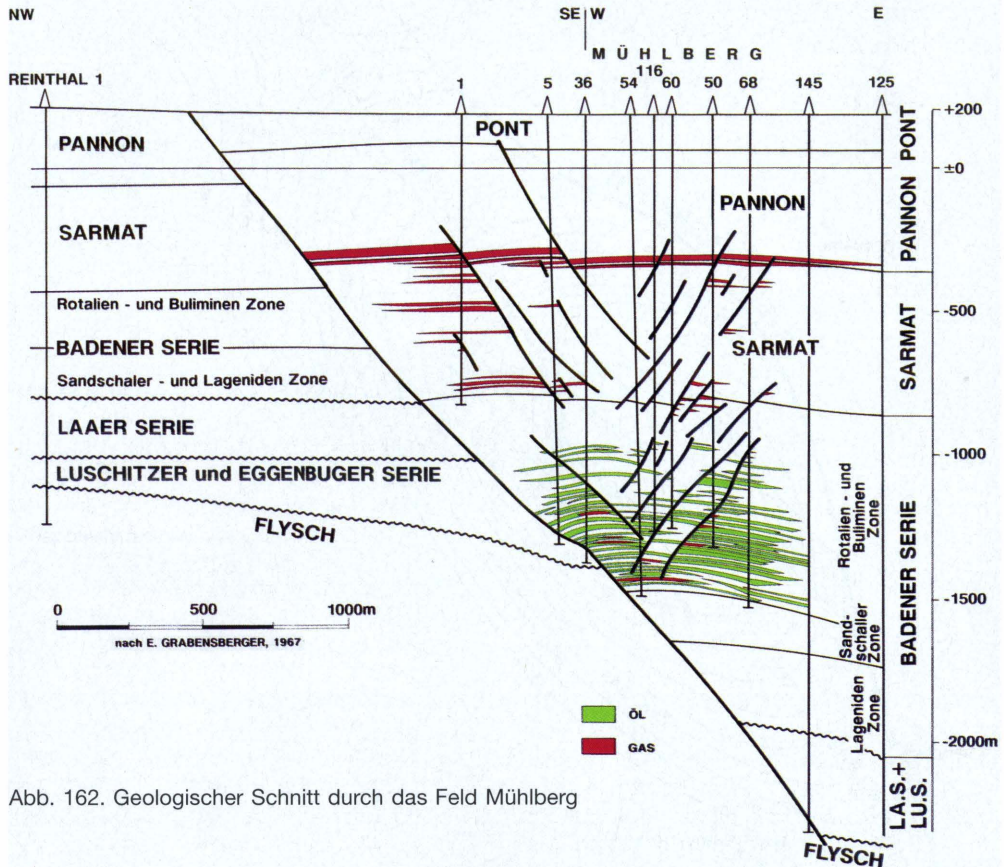 NW
SE W
E
M Ü H L B E R G
REINTHAL 1
1
5
36
54
116
60
50
68
145
125
+200
±0
-500
-1000
-1500
-2000m
PONT
PANNON
PANNON
SARMAT
SARMAT
Rotalien - und Buliminen Zone
BADENER SERIE
Sandschaler - und Lageniden Zone
LAAER SERIE
LUSCHITZER und EGGENBUGER SERIE
FLYSCH
PONT
PANNON
SARMAT
BADENER SERIE
LA.S.+
LU.S.
Rotalien - und
Buliminen
Zone
Sand-
schaller
Zone
Lageniden
Zone
FLYSCH
0 500 1000m
nach E. GRABENSBERGER, 1967
ÖL
GAS
Abb. 162. Geologischer Schnitt durch das Feld Mühlberg